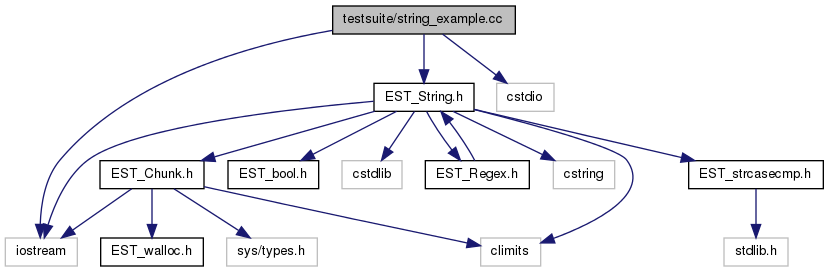 testsuite/string_example.cc
EST_String.h
cstdio
EST_Chunk.h
EST_bool.h
cstdlib
EST_Regex.h
cstring
EST_strcasecmp.h
iostream
EST_walloc.h
sys/types.h
climits
stdlib.h